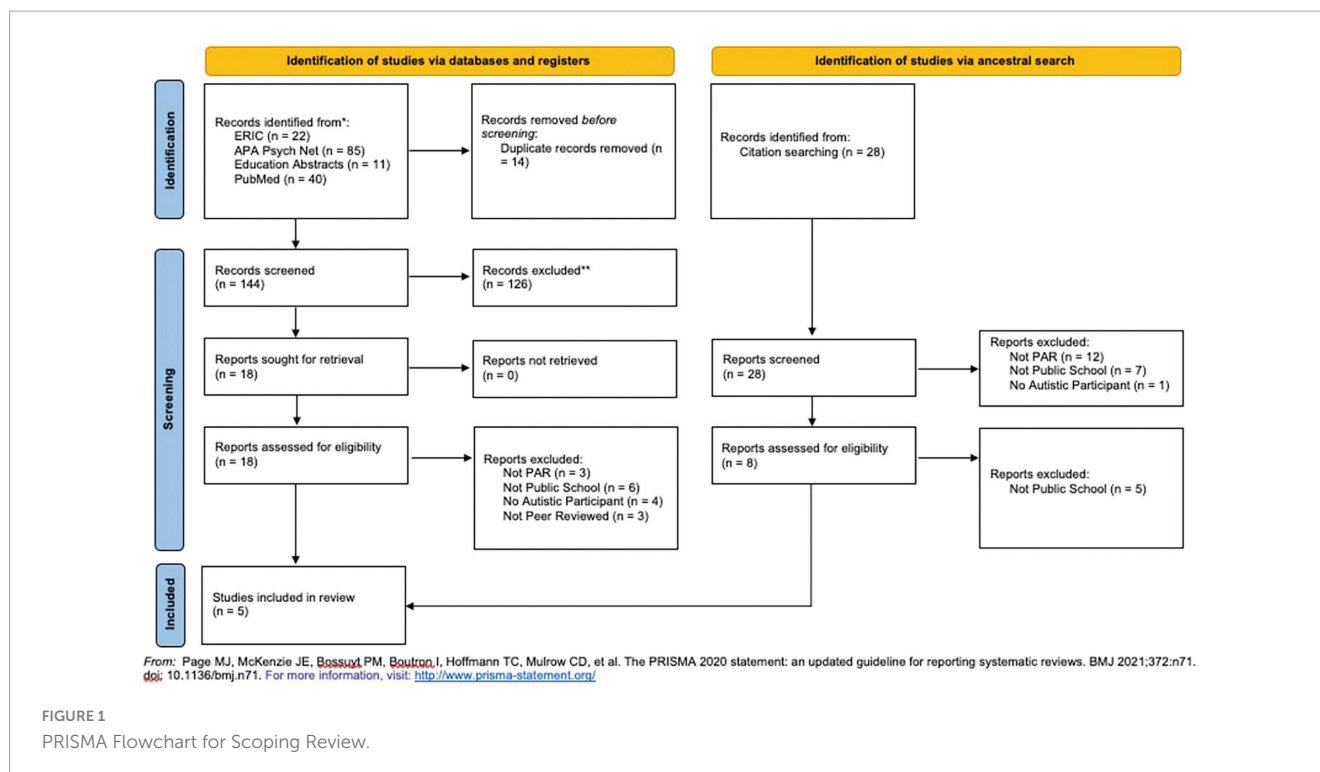 Identification of studies via databases and registers
Identification of studies via ancestral search
Identification
Records identified from*:
ERIC (n = 22)
APA Psych Net (n = 85)
Education Abstracts (n = 11)
PubMed (n = 40)
Records removed before
screening:
Duplicate records removed (n
= 14)
Records identified from:
Citation searching (n = 28)
Screening
Records screened
(n = 144)
Records excluded**
(n = 126)
Reports sought for retrieval
(n = 18)
Reports not retrieved
(n = 0)
Reports screened
(n = 28)
Reports excluded:
Not PAR (n = 12)
Not Public School (n = 7)
No Autistic Participant (n = 1)
Reports assessed for eligibility
(n = 18)
Reports excluded:
Not PAR (n = 3)
Not Public School (n = 6)
No Autistic Participant (n = 4)
Not Peer Reviewed (n = 3)
Reports assessed for eligibility
(n = 8)
Reports excluded:
Not Public School (n = 5)
Included
Studies included in review
(n = 5)
From: Page MJ, McKenzie JE, Bossuyt PM, Boutron I, Hoffmann TC, Mulrow CD, et al. The PRISMA 2020 statement: an updated guideline for reporting systematic reviews. BMJ 2021;372:n71.
doi: 10.1136/bmj.n71. For more information, visit: http://www.prisma-statement.org/
FIGURE 1
PRISMA Flowchart for Scoping Review.